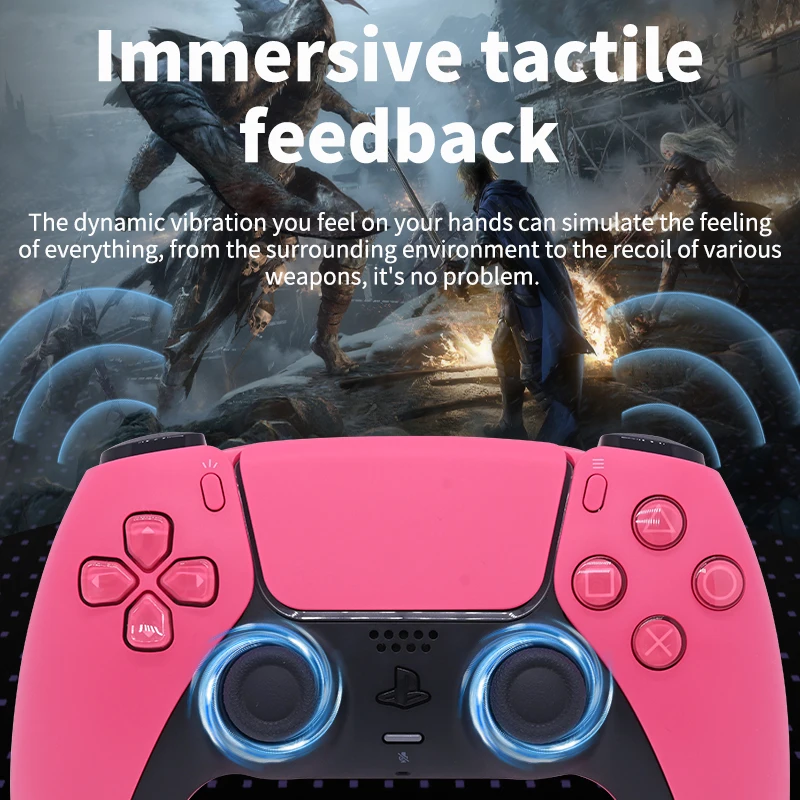 Immersive tactile
feedback
The dynamic vibration you feel on your hands can simulate the feeling
of everything, from the surrounding environment to the recoil of various
weapons, it's no problem.